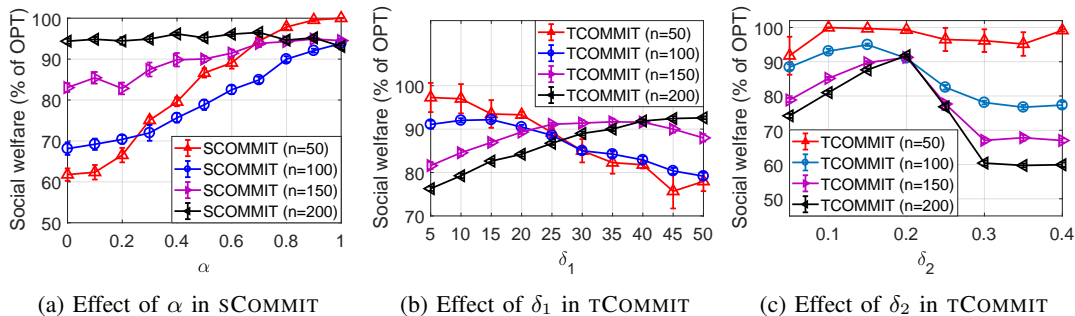 Social welfare (% of OPT)
100
90
80
70
60
50
0
0.2
0.4
0.6
0.8
1
α
SCOMMIT (n=50)
SCOMMIT (n=100)
SCOMMIT (n=150)
SCOMMIT (n=200)
(a) Effect of α in SCOMMIT
Social welfare (% of OPT)
100
90
80
70
5
10
15
20
25
30
35
40
45
50
δ1
TCOMMIT (n=50)
TCOMMIT (n=100)
TCOMMIT (n=150)
TCOMMIT (n=200)
(b) Effect of δ1 in TCOMMIT
Social welfare (% of OPT)
100
90
80
70
60
50
0.1
0.2
0.3
0.4
δ2
TCOMMIT (n=50)
TCOMMIT (n=100)
TCOMMIT (n=150)
TCOMMIT (n=200)
(c) Effect of δ2 in TCOMMIT